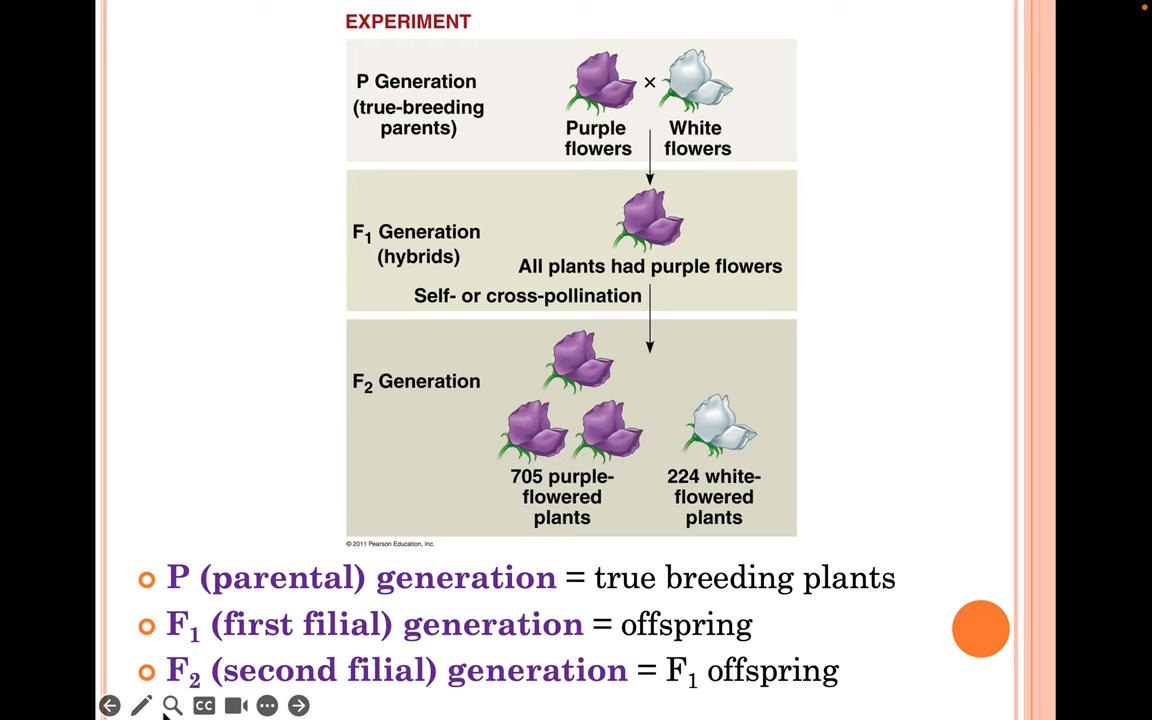 EXPERIMENT
P Generation
(true-breeding
parents)
×
Purple
flowers
White
flowers
F₁ Generation
(hybrids)
All plants had purple flowers
Self- or cross-pollination
F₂ Generation
705 purple-
flowered
plants
224 white-
flowered
plants
© 2011 Pearson Education, Inc.
P (parental) generation = true breeding plants
F₁ (first filial) generation = offspring
F₂ (second filial) generation = F₁ offspring
CC